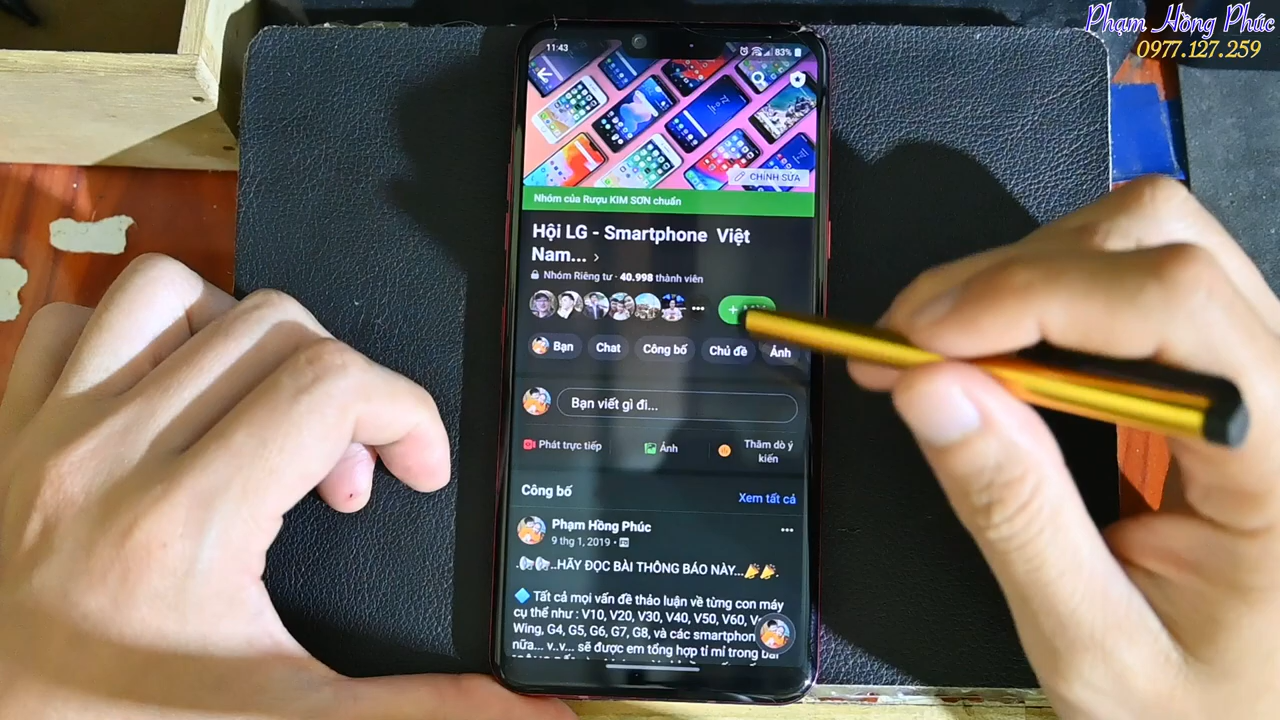 Phạm Hồng Phúc
0977.127.259
11:43
83%
CHỈNH SỬA
Nhóm của Rượu KIM SƠN chuẩn
Hội LG - Smartphone Việt
Nam... ›
Nhóm Riêng tư · 40.998 thành viên
Bạn
Chat
Công bố
Chủ đề
Ảnh
Bạn viết gì đi...
Phát trực tiếp
Ảnh
Thăm dò ý
kiến
Công bố
Xem tất cả
Phạm Hồng Phúc
9 thg 1, 2019 ·
..HÃY ĐỌC BÀI THÔNG BÁO NÀY...🎉🎉.
🔷 Tất cả mọi vấn đề thảo luận về từng con máy
cụ thể như : V10, V20, V30, V40, V50, V60,
Wing, G4, G5, G6, G7, G8, và các smartphon
nữa... v..v... sẽ được em tổng hợp tỉ mỉ trong